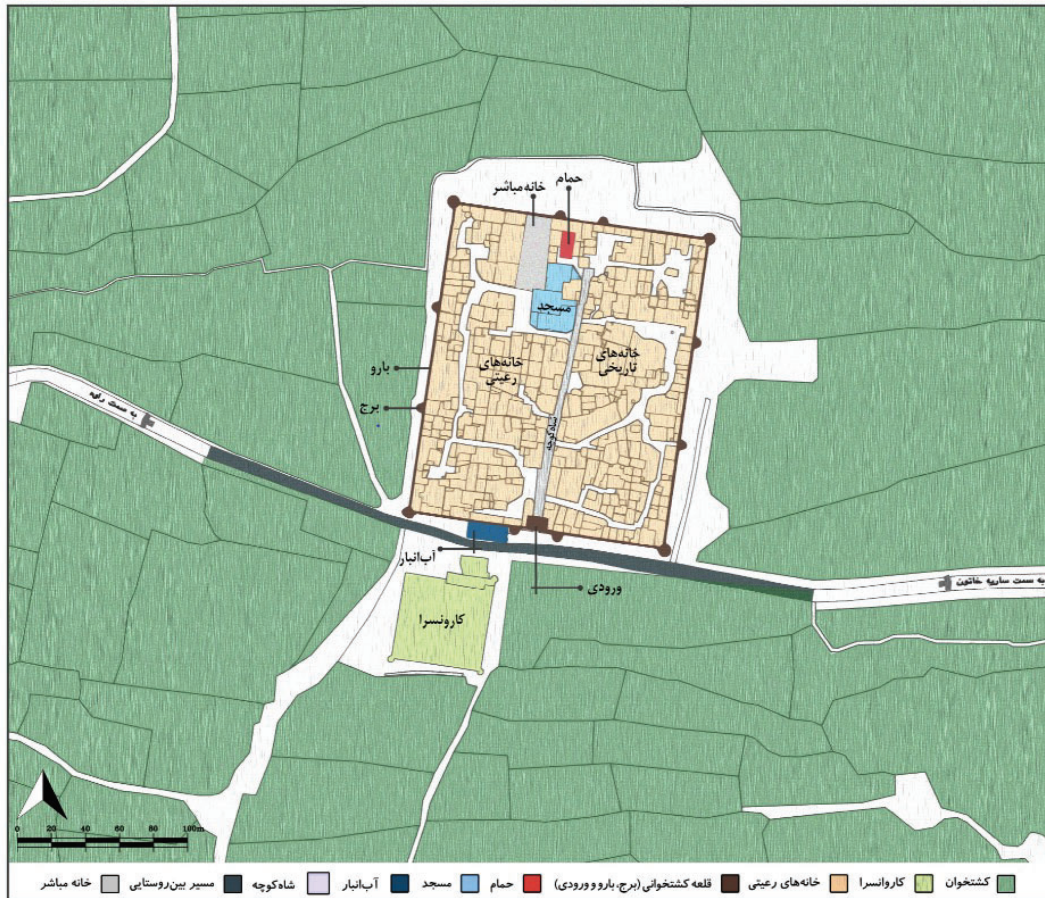 حمام
خانه مباشر
مسجد
خانه‌های
تاریخی
خانه‌های
رعیتی
بارو
برج
شاه‌کوچه
آب‌انبار
ورودی
کارونسرا
به سمت ساریه خاتون
0 20 40 60 80 100m
کشتخوان کاروانسرا خانه‌های رعیتی قلعه کشتخوانی (برج، بارو و ورودی) حمام مسجد آب‌انبار شاه‌کوچه مسیر بین‌روستایی خانه مباشر